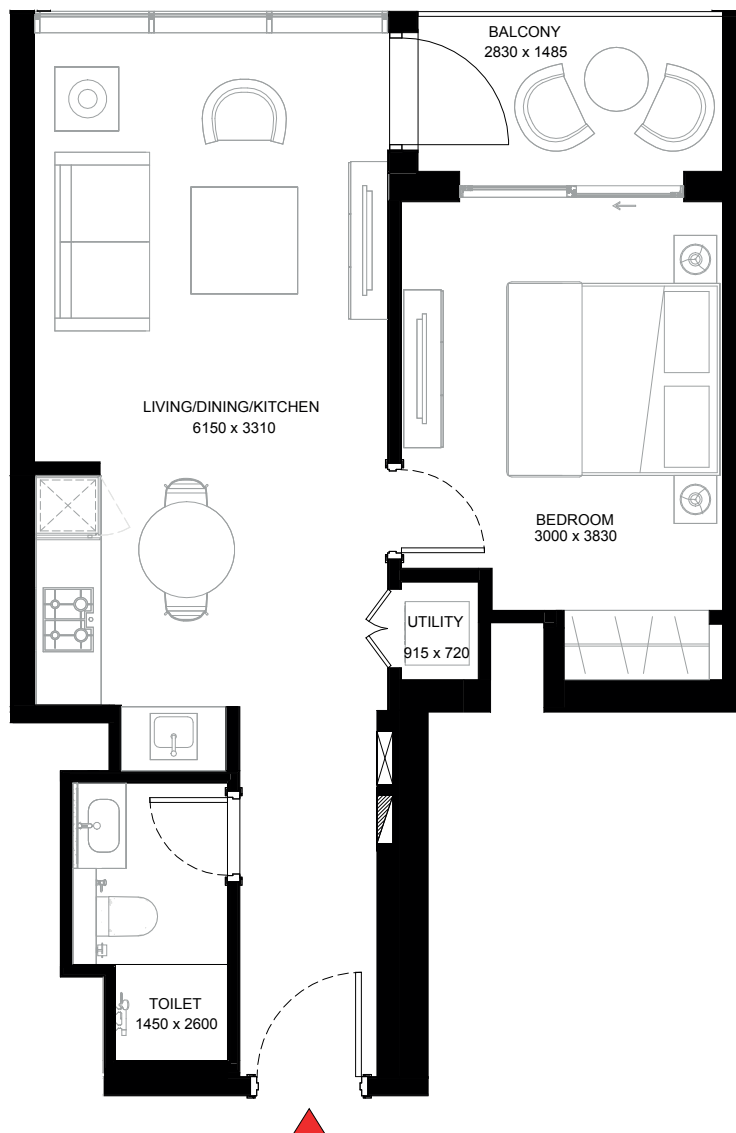 BALCONY
2830 x 1485
LIVING/DINING/KITCHEN
6150 x 3310
BEDROOM
3000 x 3830
UTILITY
915 x 720
TOILET
1450 x 2600